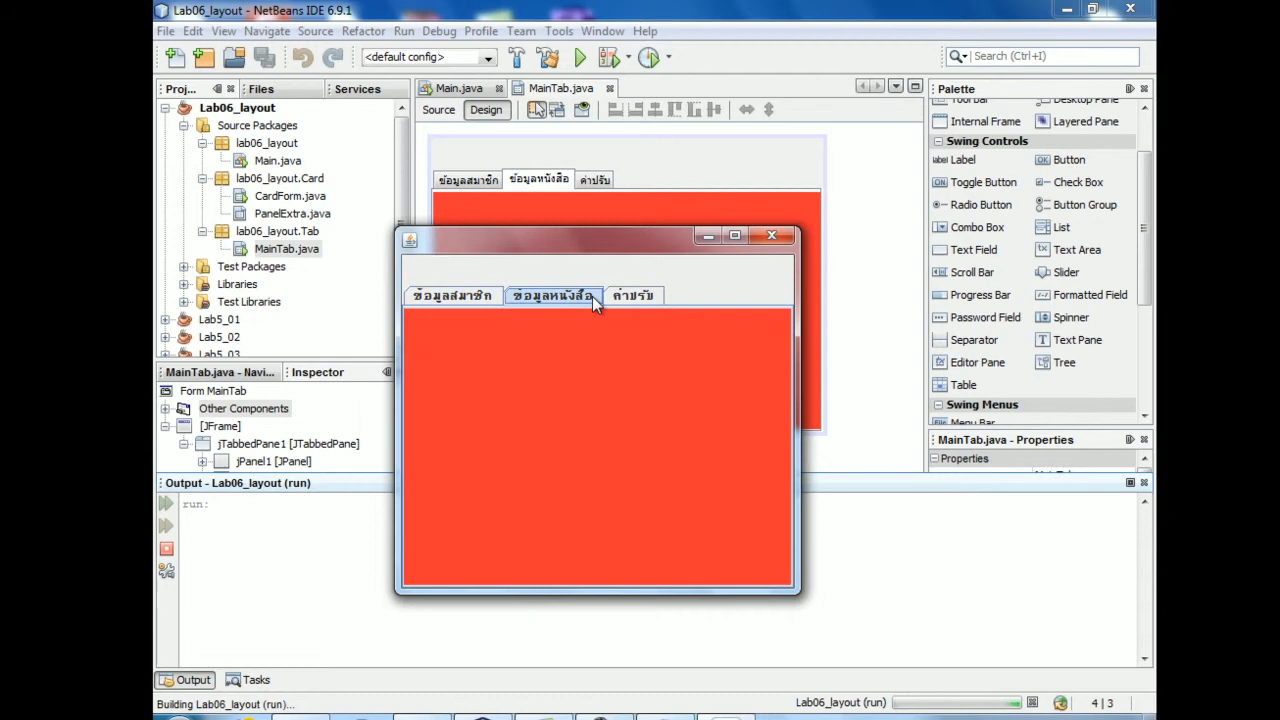 Lab06_layout - NetBeans IDE 6.9.1
File Edit View Navigate Source Refactor Run Debug Profile Team Tools Window Help
<default config>
Search (Ctrl+I)
Proj... Files Services
Main.java MainTab.java
Palette
Source Design
Lab06_layout
Source Packages
lab06_layout
Main.java
lab06_layout.Card
CardForm.java
PanelExtra.java
lab06_layout.Tab
MainTab.java
Test Packages
Libraries
Test Libraries
Lab5_01
Lab5_02
Lab5_03
ข้อมูลสมาชิก ข้อมูลหนังสือ ค่าปรับ
ข้อมูลสมาชิก ข้อมูลหนังสือ ค่าปรับ
Tool Bar Desktop Pane
Internal Frame Layered Pane
Swing Controls
label Label OK Button
Toggle Button Check Box
Radio Button Button Group
Combo Box List
Text Field Text Area
Scroll Bar Slider
Progress Bar Formatted Field
Password Field Spinner
Separator Text Pane
Editor Pane Tree
Table
Swing Menus
Menu Bar
MainTab.java - Properties
Properties
MainTab.java - Navi... Inspector
Form MainTab
Other Components
[JFrame]
jTabbedPane1 [JTabbedPane]
jPanel1 [JPanel]
Output - Lab06_layout (run)
run:
Output Tasks
Building Lab06_layout (run)...
Lab06_layout (run)
4 | 3